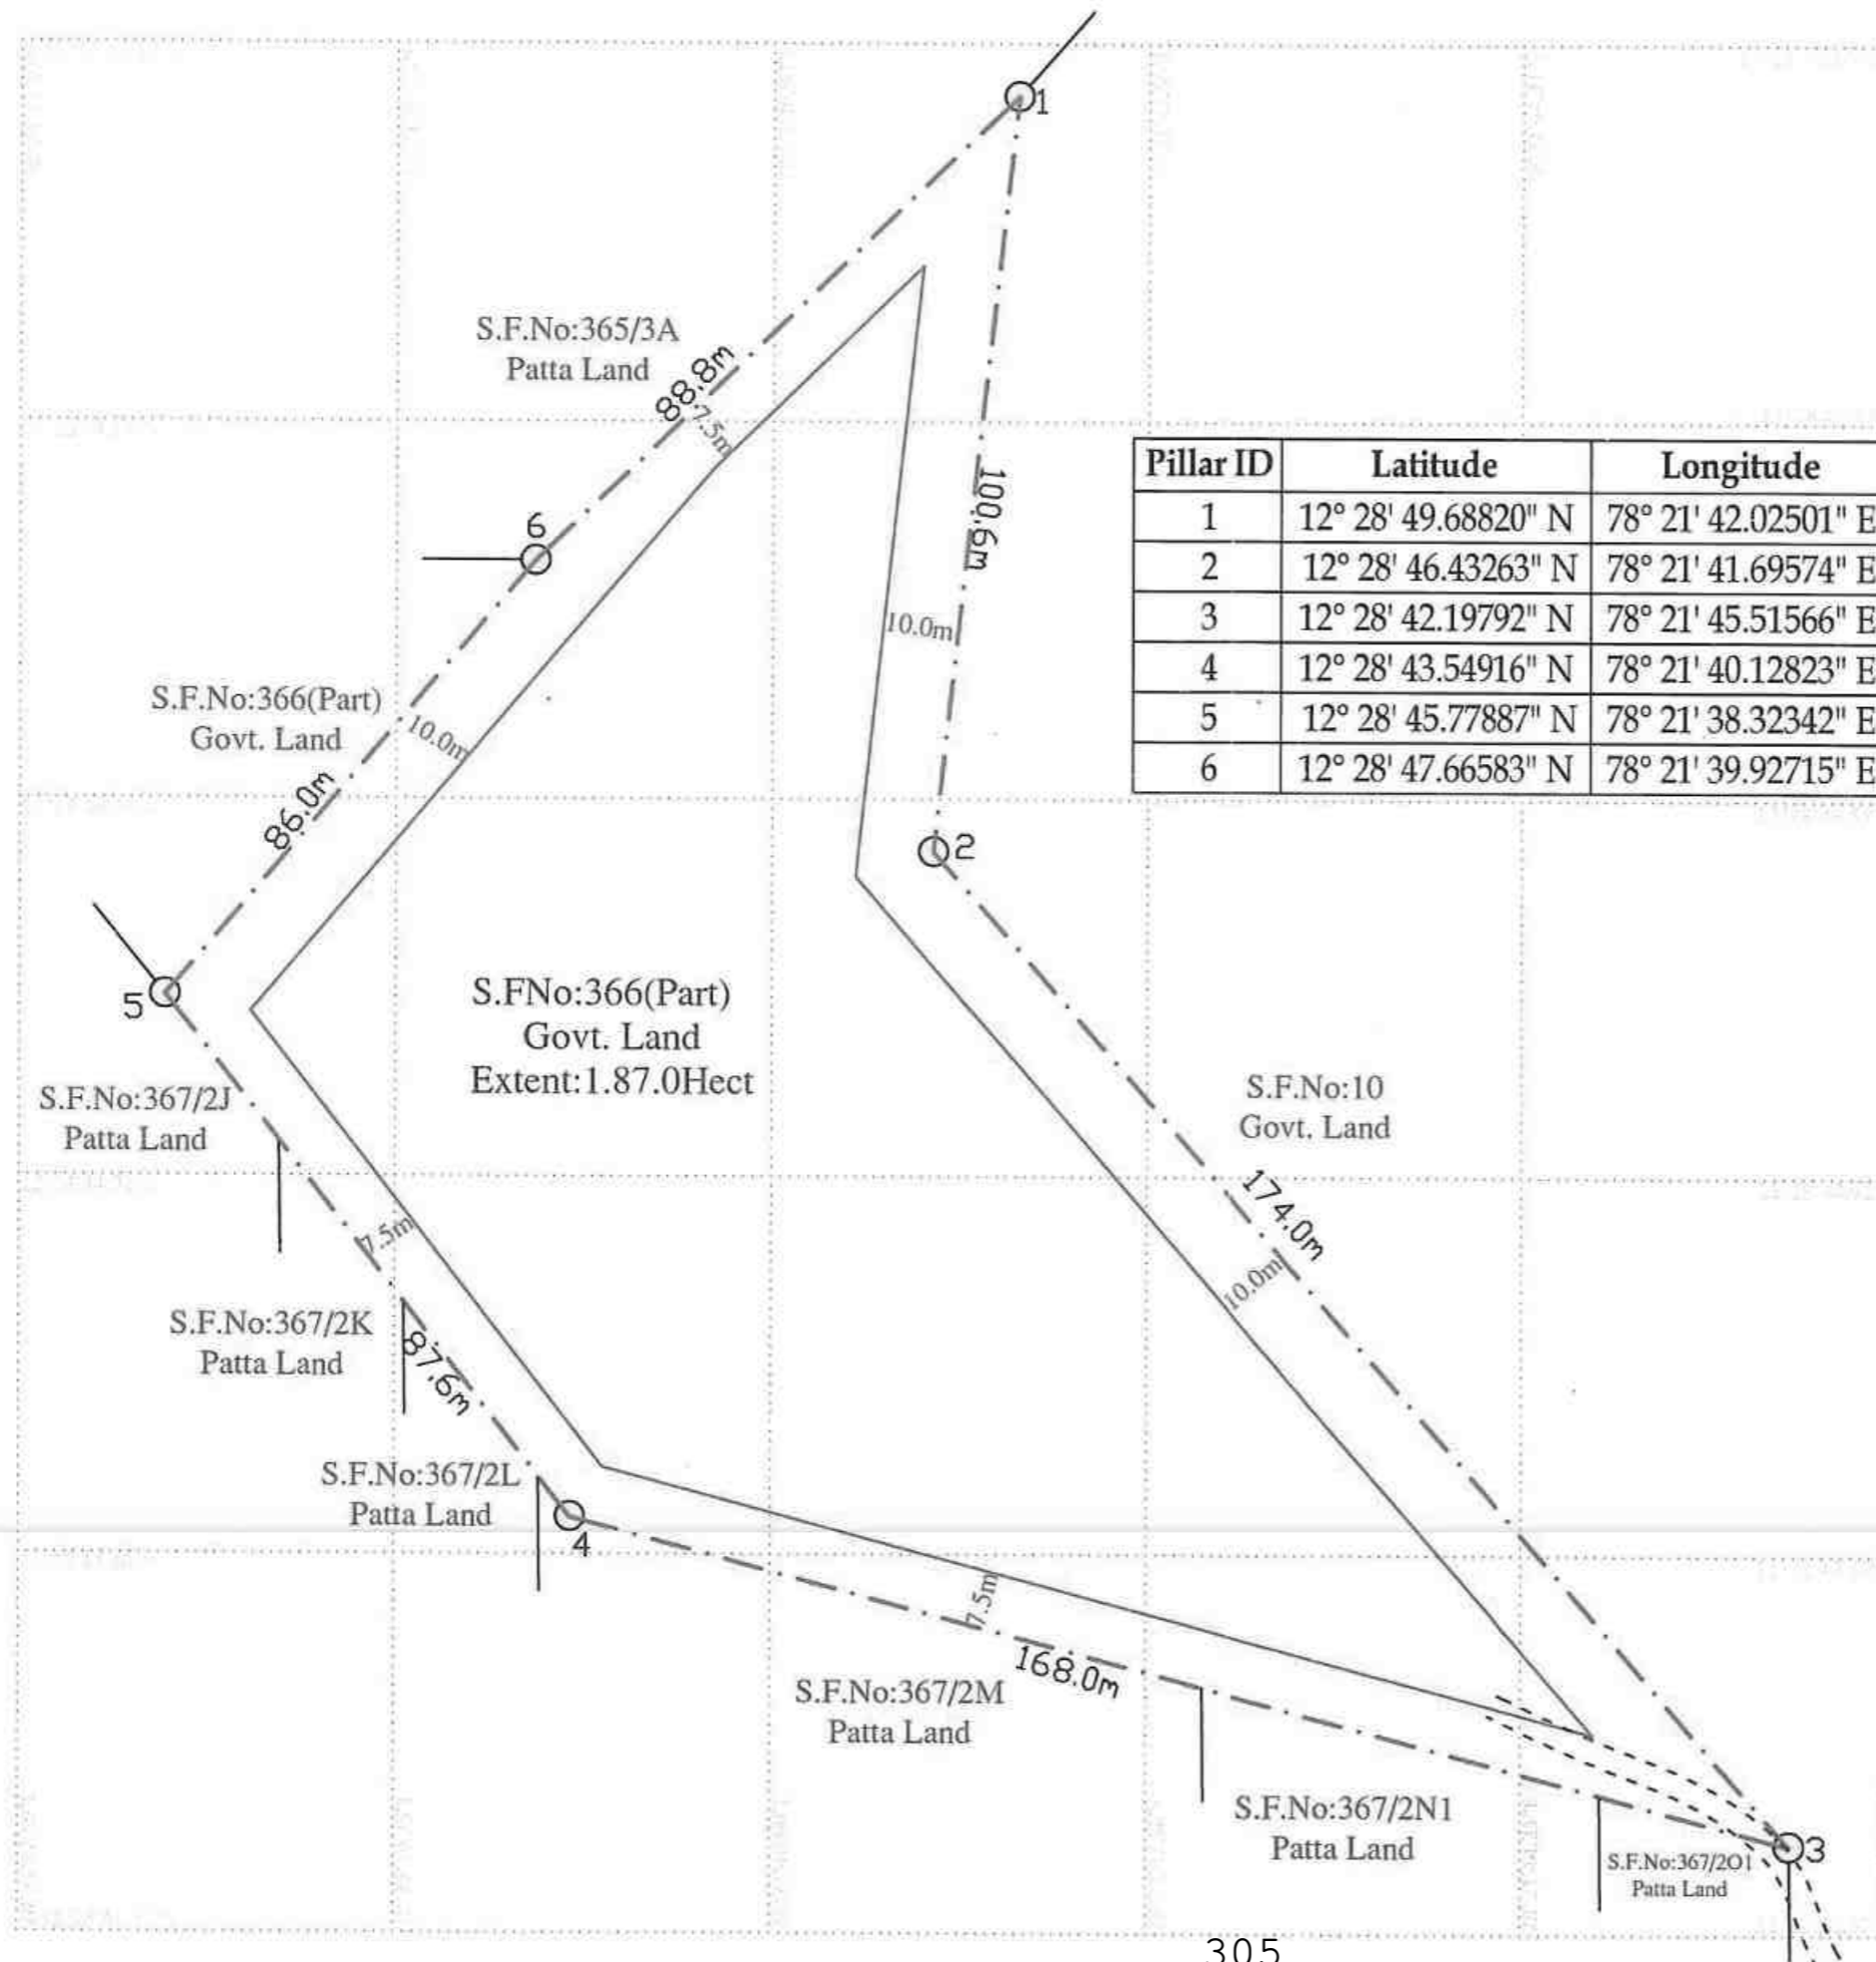 1
S.F.No:365/3A
Patta Land
88.8m
7.5m
6
100.6m
Pillar ID Latitude Longitude
1 12° 28' 49.68820" N 78° 21' 42.02501" E
2 12° 28' 46.43263" N 78° 21' 41.69574" E
3 12° 28' 42.19792" N 78° 21' 45.51566" E
4 12° 28' 43.54916" N 78° 21' 40.12823" E
5 12° 28' 45.77887" N 78° 21' 38.32342" E
6 12° 28' 47.66583" N 78° 21' 39.92715" E
10.0m
S.F.No:366(Part)
Govt. Land
10.0m
86.0m
2
5
S.FNo:366(Part)
Govt. Land
Extent:1.87.0Hect
S.F.No:10
Govt. Land
S.F.No:367/2J
Patta Land
174.0m
7.5m
10.0m
S.F.No:367/2K
Patta Land
87.6m
S.F.No:367/2L
Patta Land
4
7.5m
168.0m
S.F.No:367/2M
Patta Land
S.F.No:367/2N1
Patta Land
3
S.F.No:367/2O1
Patta Land
305